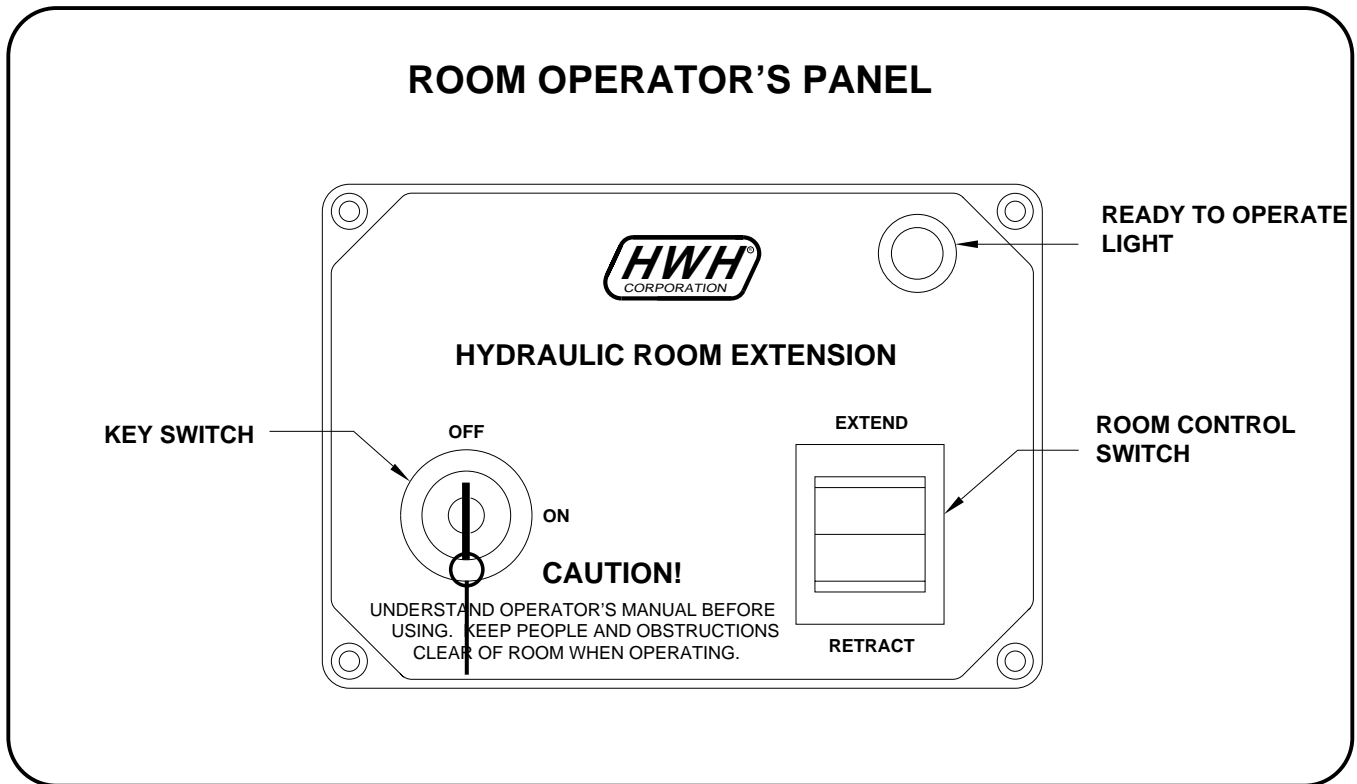 ROOM OPERATOR'S PANEL
READY TO OPERATE
LIGHT
HWH®
CORPORATION
HYDRAULIC ROOM EXTENSION
KEY SWITCH
OFF
ON
EXTEND
ROOM CONTROL
SWITCH
CAUTION!
UNDERSTAND OPERATOR'S MANUAL BEFORE
USING. KEEP PEOPLE AND OBSTRUCTIONS
CLEAR OF ROOM WHEN OPERATING.
RETRACT